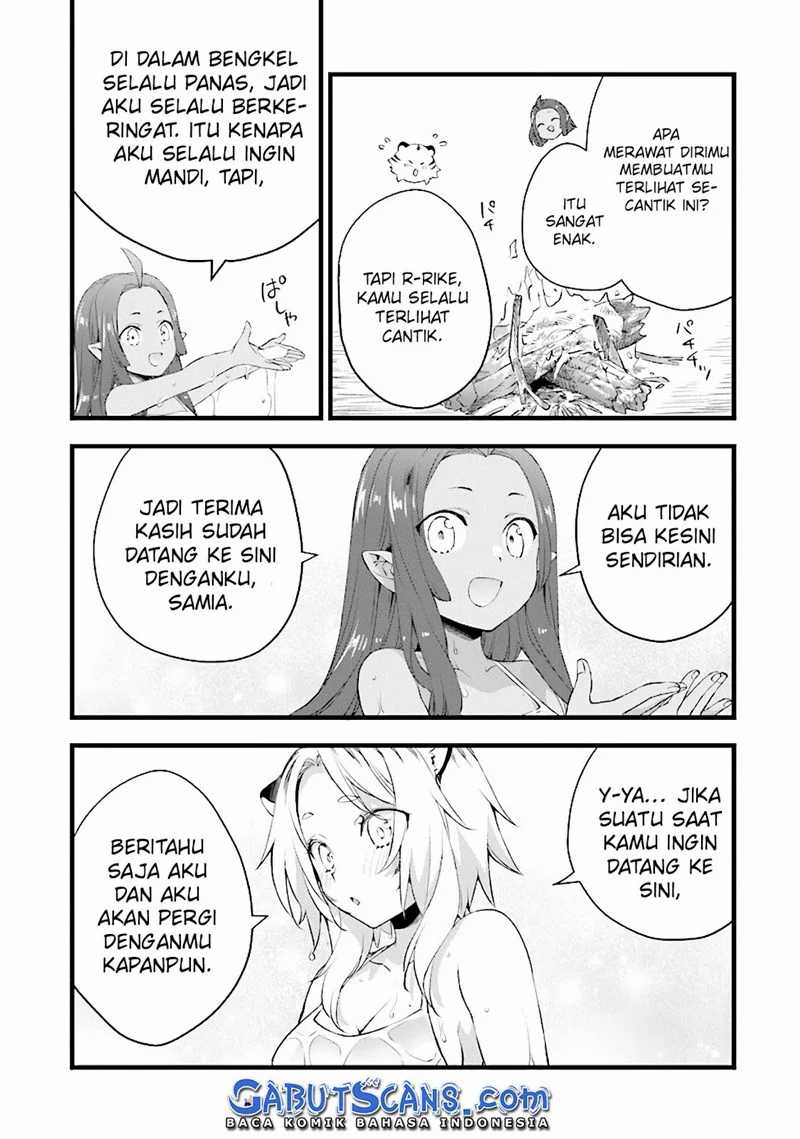 APA
MERAWAT DIRIMU
MEMBUATMU
TERLIHAT SE-
CANTIK INI?
ITU
SANGAT
ENAK.
TAPI R-RIKE,
KAMU SELALU
TERLIHAT
CANTIK.
パチ
パチチ
DI DALAM BENGKEL
SELALU PANAS, JADI
AKU SELALU BERKE-
RINGAT. ITU KENAPA
AKU SELALU INGIN
MANDI, TAPI,
ぱしゃ
AKU TIDAK
BISA KESINI
SENDIRIAN.
JADI TERIMA
KASIH SUDAH
DATANG KE SINI
DENGANKU,
SAMIA.
Y-YA... JIKA
SUATU SAAT
KAMU INGIN
DATANG KE
SINI,
BERITAHU
SAJA AKU
DAN AKU
AKAN PERGI
DENGANMU
KAPANPUN.
GABUTSCANS.COM
BACA KOMIK BAHASA INDONESIA